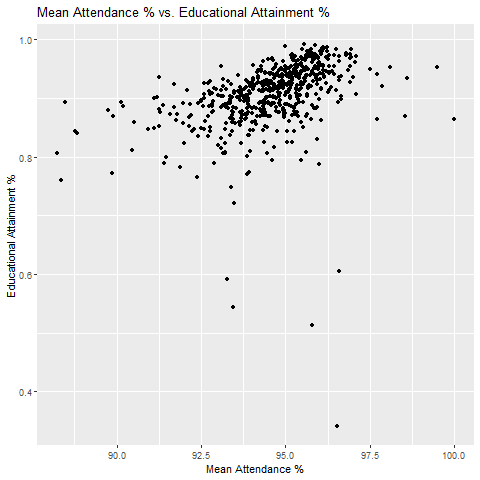 Mean Attendance % vs. Educational Attainment %
1.0
0.8
0.6
0.4
Educational Attainment %
90.0 92.5 95.0 97.5 100.0
Mean Attendance %